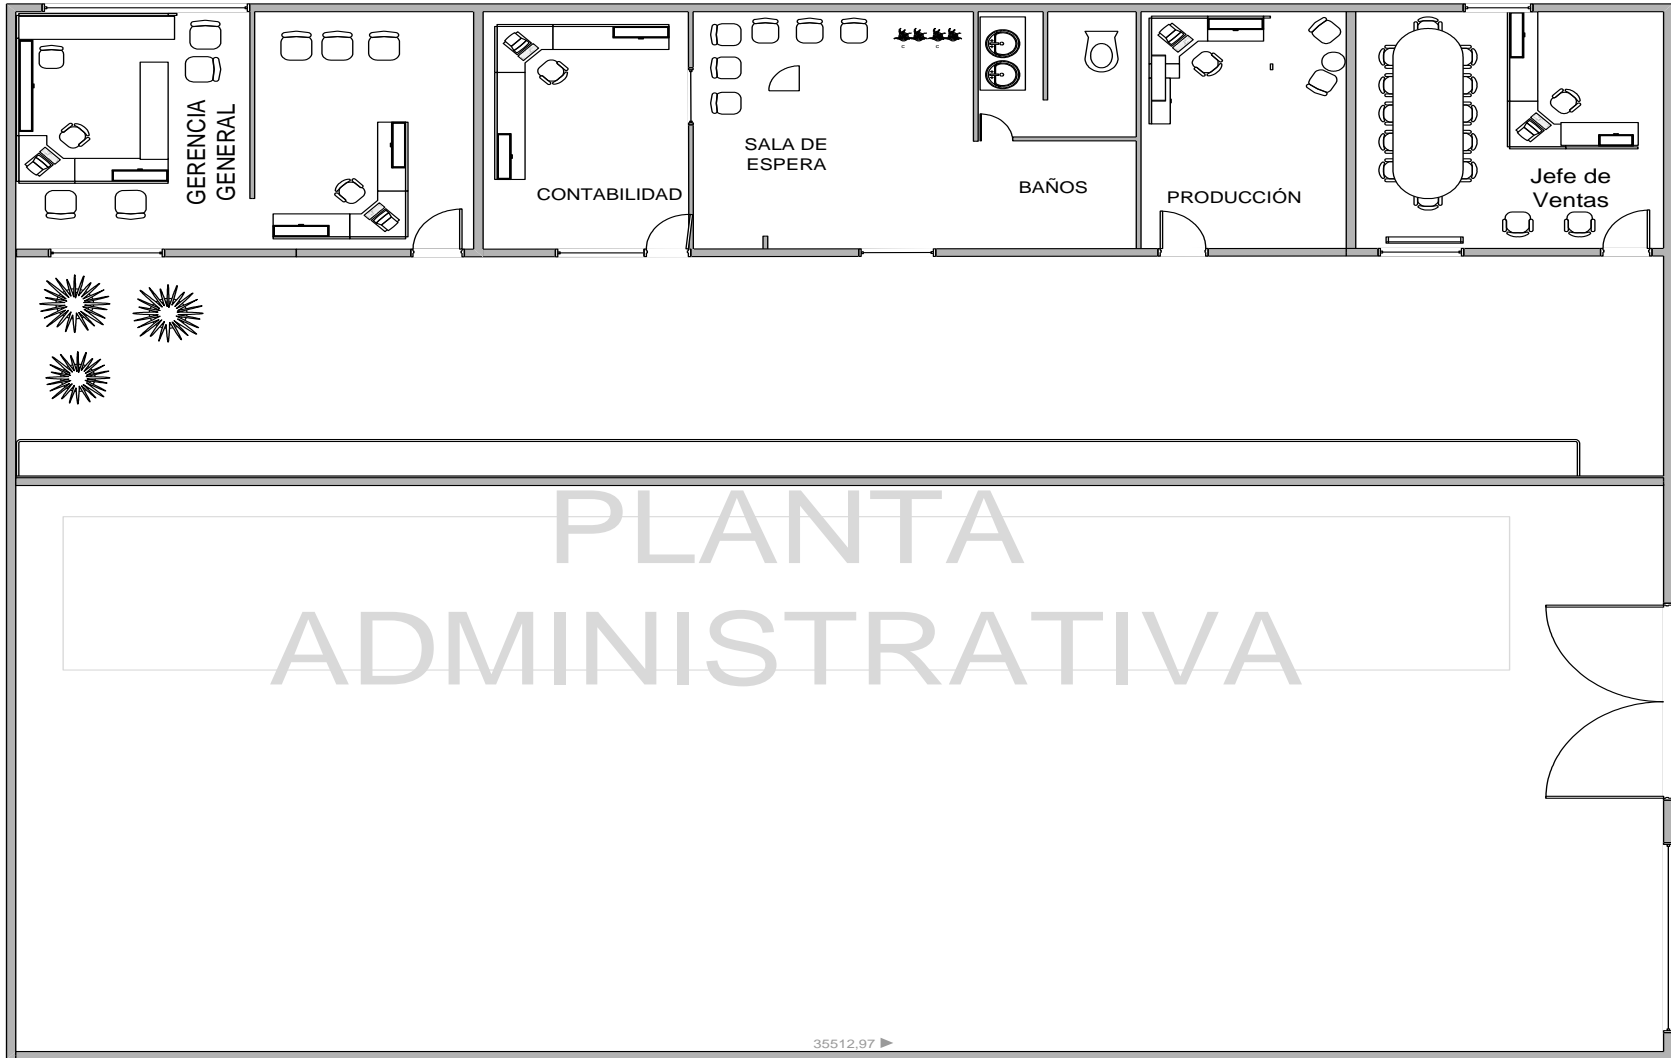 GERENCIA
GENERAL
CONTABILIDAD
SALA DE
ESPERA
c
c
BAÑOS
PRODUCCIÓN
Jefe de
Ventas
PLANTA
ADMINISTRATIVA
35512,97